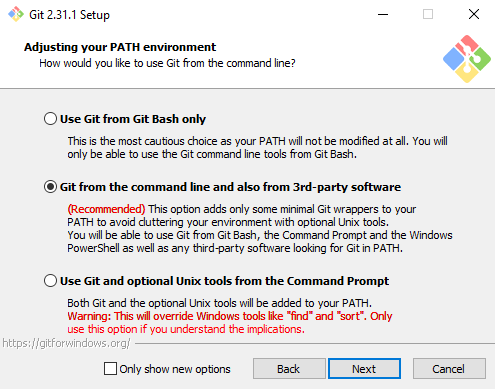 Git 2.31.1 Setup
Adjusting your PATH environment
How would you like to use Git from the command line?
Use Git from Git Bash only
This is the most cautious choice as your PATH will not be modified at all. You will
only be able to use the Git command line tools from Git Bash.
Git from the command line and also from 3rd-party software
(Recommended) This option adds only some minimal Git wrappers to your
PATH to avoid cluttering your environment with optional Unix tools.
You will be able to use Git from Git Bash, the Command Prompt and the Windows
PowerShell as well as any third-party software looking for Git in PATH.
Use Git and optional Unix tools from the Command Prompt
Both Git and the optional Unix tools will be added to your PATH.
Warning: This will override Windows tools like "find" and "sort". Only
use this option if you understand the implications.
https://gitforwindows.org/
Only show new options
Back
Next
Cancel